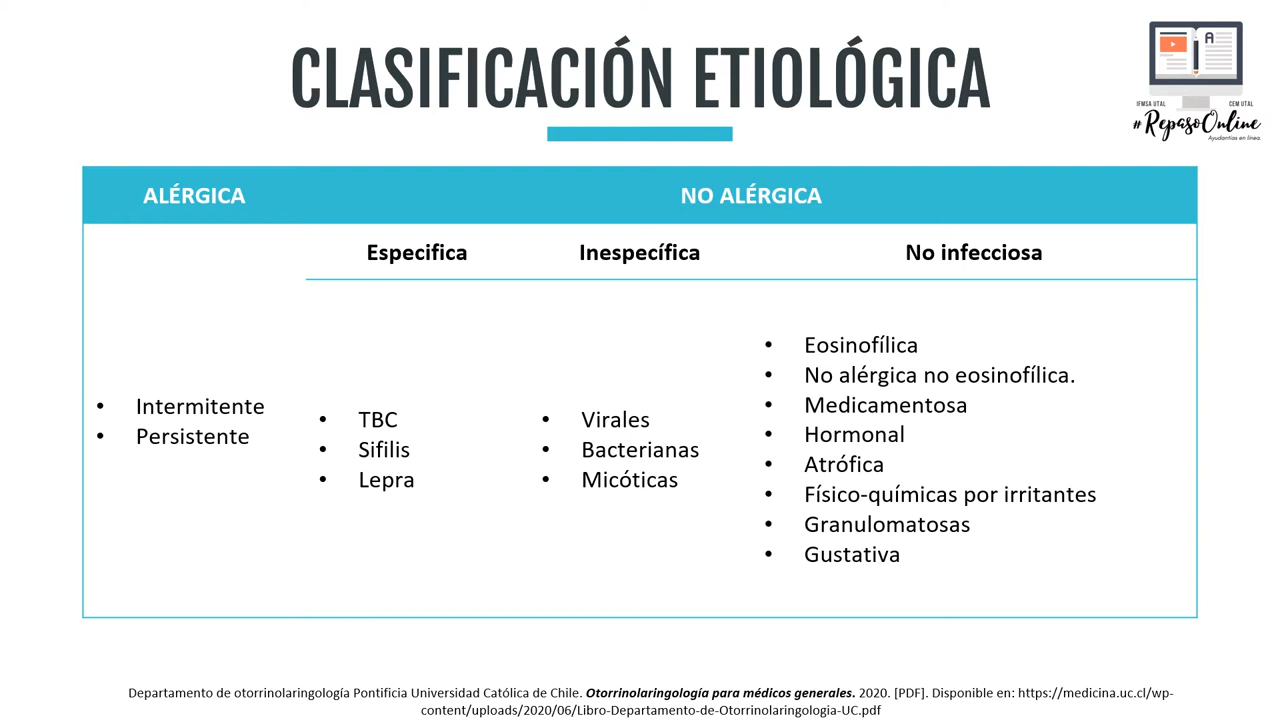 CLASIFICACIÓN ETIOLÓGICA
A
IFMSA UTAL CEM UTAL
#RepasoOnline
Ayudantías en línea.
ALÉRGICA NO ALÉRGICA
Especifica Inespecífica No infecciosa
• Intermitente
• Persistente
• TBC
• Sifilis
• Lepra
• Virales
• Bacterianas
• Micóticas
• Eosinofílica
• No alérgica no eosinofílica.
• Medicamentosa
• Hormonal
• Atrófica
• Físico-químicas por irritantes
• Granulomatosas
• Gustativa
Departamento de otorrinolaringología Pontificia Universidad Católica de Chile. Otorrinolaringología para médicos generales. 2020. [PDF]. Disponible en: https://medicina.uc.cl/wp-
content/uploads/2020/06/Libro-Departamento-de-Otorrinolaringologia-UC.pdf